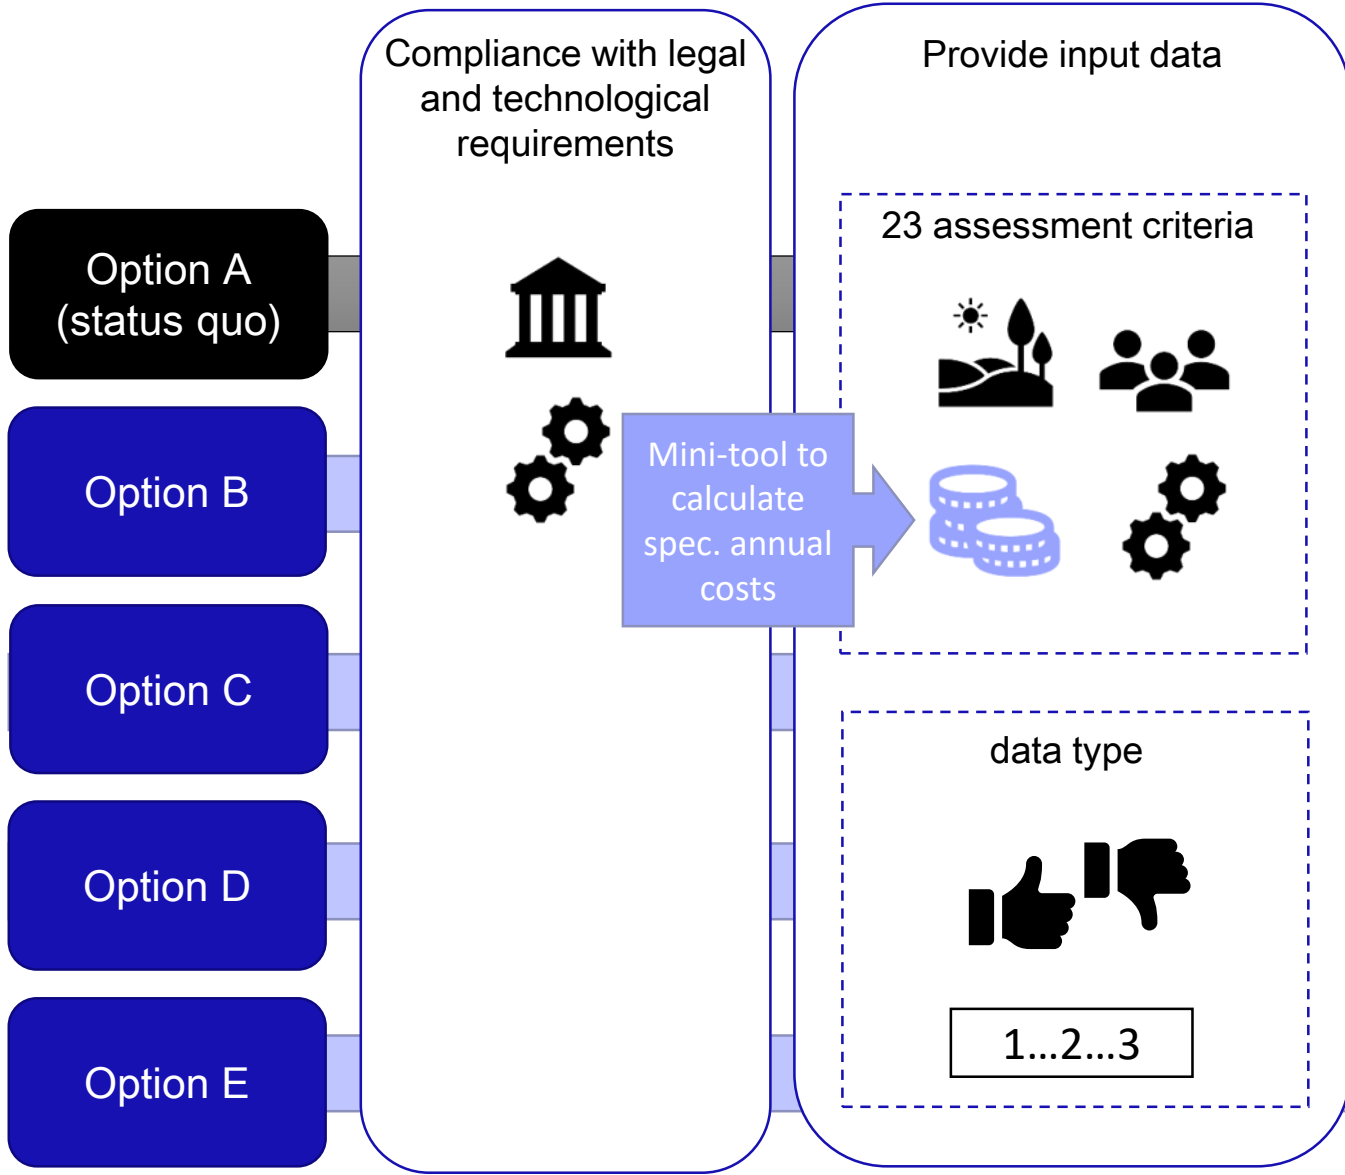 Compliance with legal
and technological
requirements
Provide input data
23 assessment criteria
Option A
(status quo)
Option B
Mini-tool to
calculate
spec. annual
costs
Option C
data type
Option D
1...2...3
Option E